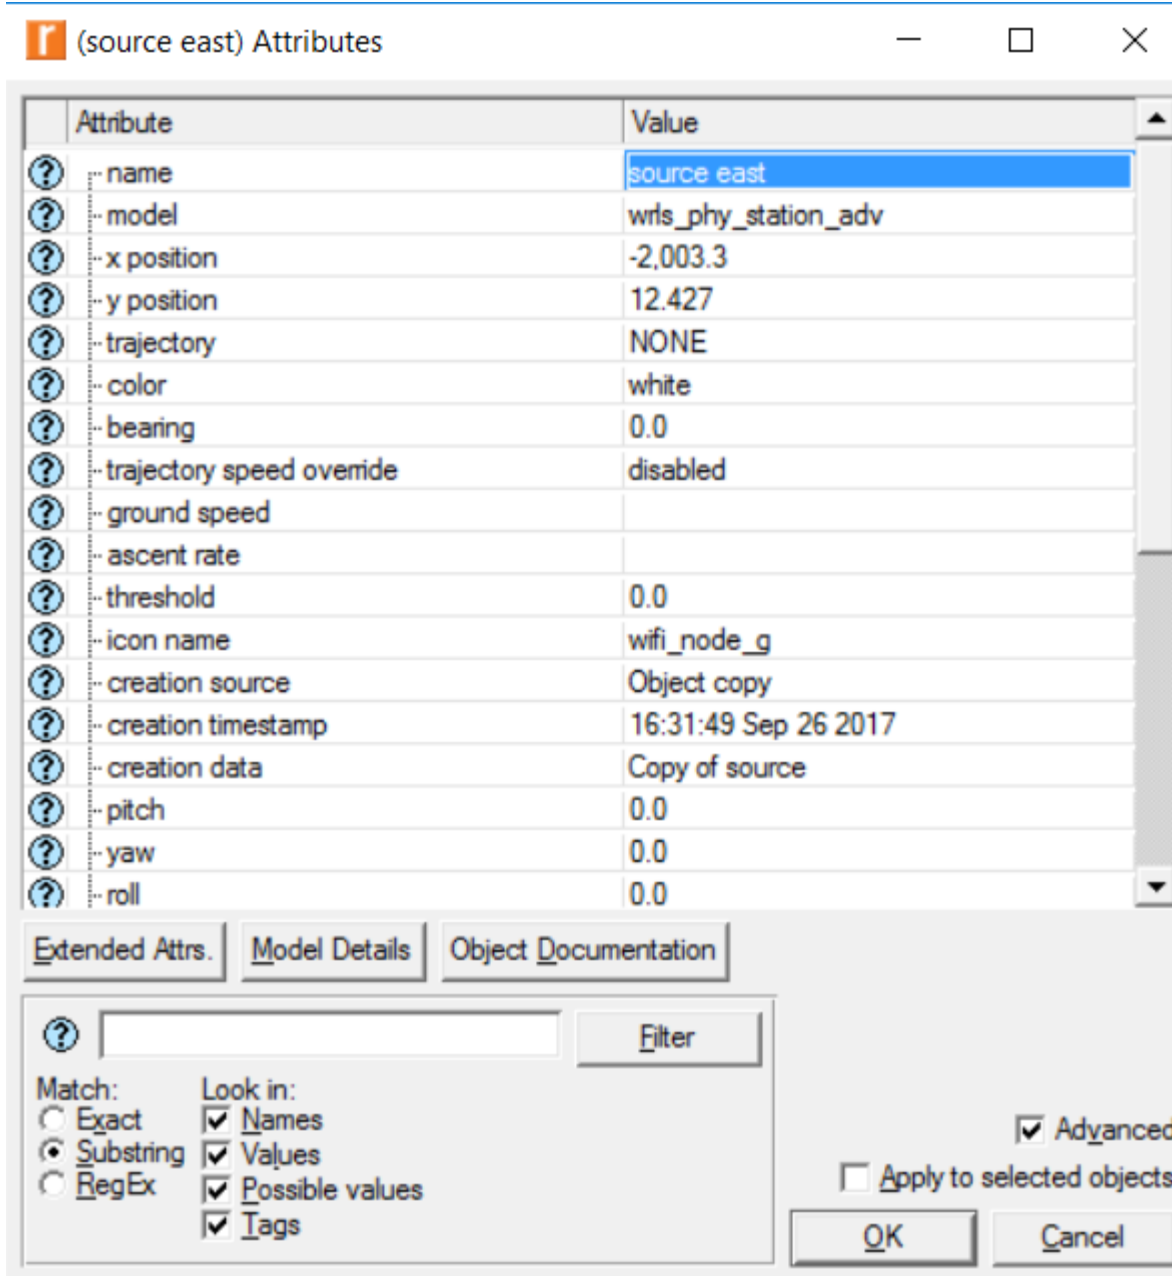 r (source east) Attributes
Attribute Value
name source east
model wrls_phy_station_adv
x position -2,003.3
y position 12.427
trajectory NONE
color white
bearing 0.0
trajectory speed override disabled
ground speed
ascent rate
threshold 0.0
icon name wifi_node_g
creation source Object copy
creation timestamp 16:31:49 Sep 26 2017
creation data Copy of source
pitch 0.0
yaw 0.0
roll 0.0
Extended Attrs. Model Details Object Documentation
Filter
Match: Look in:
Exact Names
Substring Values
RegEx Possible values
Tags
Advanced
Apply to selected objects
OK Cancel